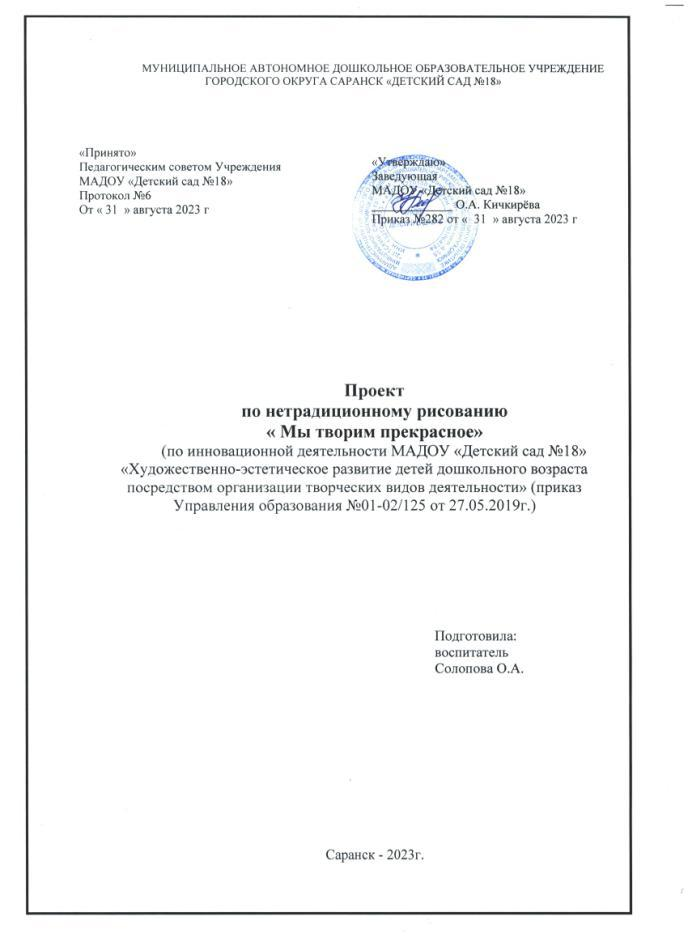 МУНИЦИПАЛЬНОЕ АВТОНОМНОЕ ДОШКОЛЬНОЕ ОБРАЗОВАТЕЛЬНОЕ УЧРЕЖДЕНИЕ
ГОРОДСКОГО ОКРУГА САРАНСК «ДЕТСКИЙ САД №18»
«Принято»
Педагогическим советом Учреждения
МАДОУ «Детский сад №18»
Протокол №6
От « 31 » августа 2023 г
«Утверждаю»
Заведующая
МАДОУ «Детский сад №18»
О.А. Кичкирёва
Приказ №282 от « 31 » августа 2023 г
Проект
по нетрадиционному рисованию
« Мы творим прекрасное»
(по инновационной деятельности МАДОУ «Детский сад №18»
«Художественно-эстетическое развитие детей дошкольного возраста
посредством организации творческих видов деятельности» (приказ
Управления образования №01-02/125 от 27.05.2019г.)
Подготовила:
воспитатель
Солопова О.А.
Саранск - 2023г.